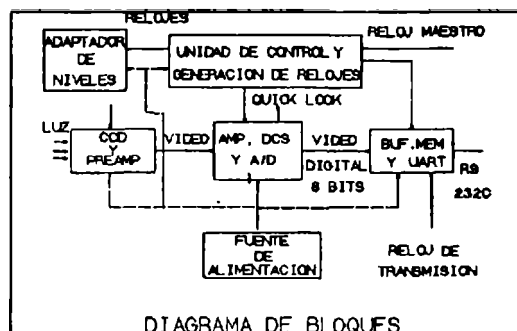 RELOJES
ADAPTADOR
DE
NIVELES
UNIDAD DE CONTROL Y
GENERACION DE RELOJES
RELOJ MAESTRO
QUICK LOOK
LUZ
CCD
Y
PREAMP
VIDEO
AMP, DCS
Y A/D
VIDEO
DIGITAL
8 BITS
BUF.MEM
Y UART
RS
232C
FUENTE
DE
ALIMENTACION
RELOJ DE
TRANSMISION
DIAGRAMA DE BLOQUES